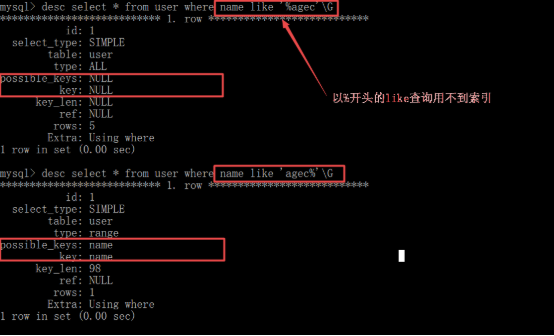 mysql> desc select * from user where name like '%agec'\G
*************************** 1. row ***************************
id: 1
select_type: SIMPLE
table: user
type: ALL
possible_keys: NULL
key: NULL
key_len: NULL
ref: NULL
rows: 5
Extra: Using where
1 row in set (0.00 sec)
以%开头的like查询用不到索引
mysql> desc select * from user where name like 'agec%'\G
*************************** 1. row ***************************
id: 1
select_type: SIMPLE
table: user
type: range
possible_keys: name
key: name
key_len: 98
ref: NULL
rows: 1
Extra: Using where
1 row in set (0.00 sec)